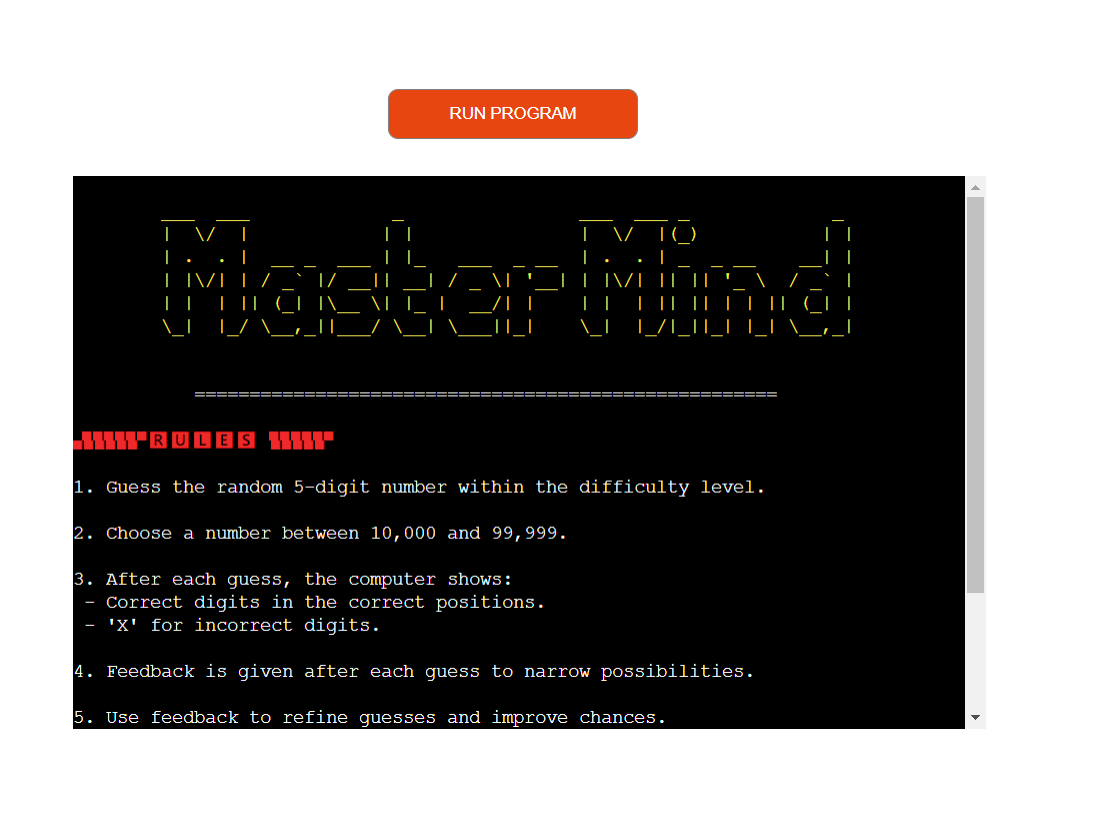 RUN PROGRAM
Master Mind
=====================================================
RULES
1. Guess the random 5-digit number within the difficulty level.
2. Choose a number between 10,000 and 99,999.
3. After each guess, the computer shows:
- Correct digits in the correct positions.
- 'X' for incorrect digits.
4. Feedback is given after each guess to narrow possibilities.
5. Use feedback to refine guesses and improve chances.